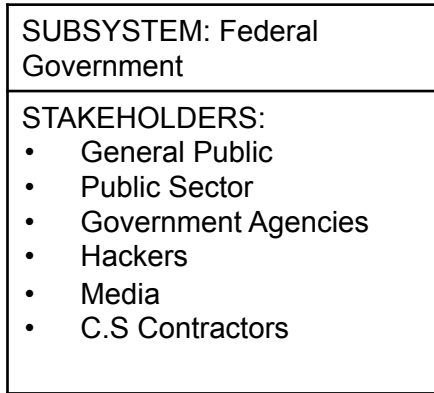 SUBSYSTEM: Federal
Government
STAKEHOLDERS:
• General Public
• Public Sector
• Government Agencies
• Hackers
• Media
• C.S Contractors